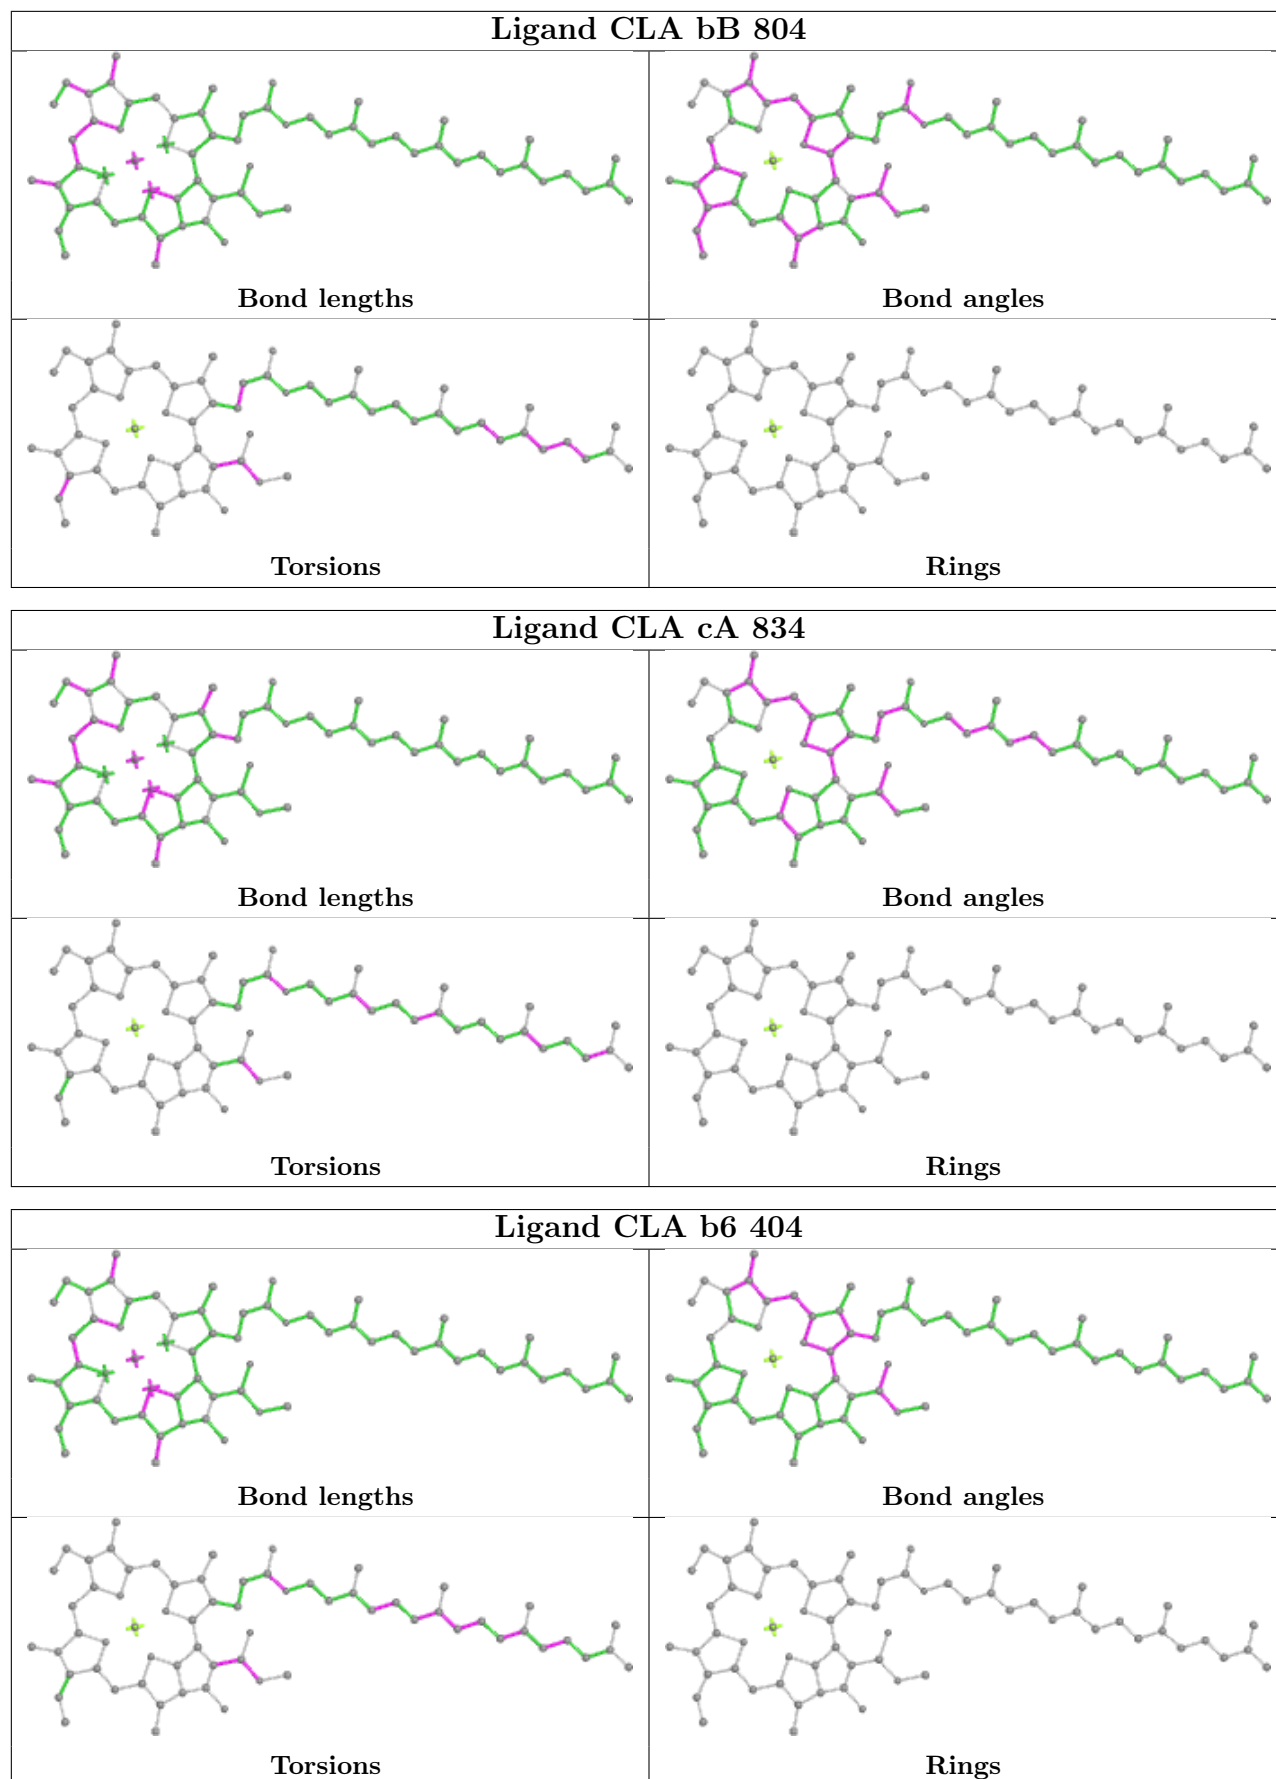 Ligand CLA bB 804
Bond lengths
Bond angles
Torsions
Rings
Ligand CLA cA 834
Bond lengths
Bond angles
Torsions
Rings
Ligand CLA b6 404
Bond lengths
Bond angles
Torsions
Rings